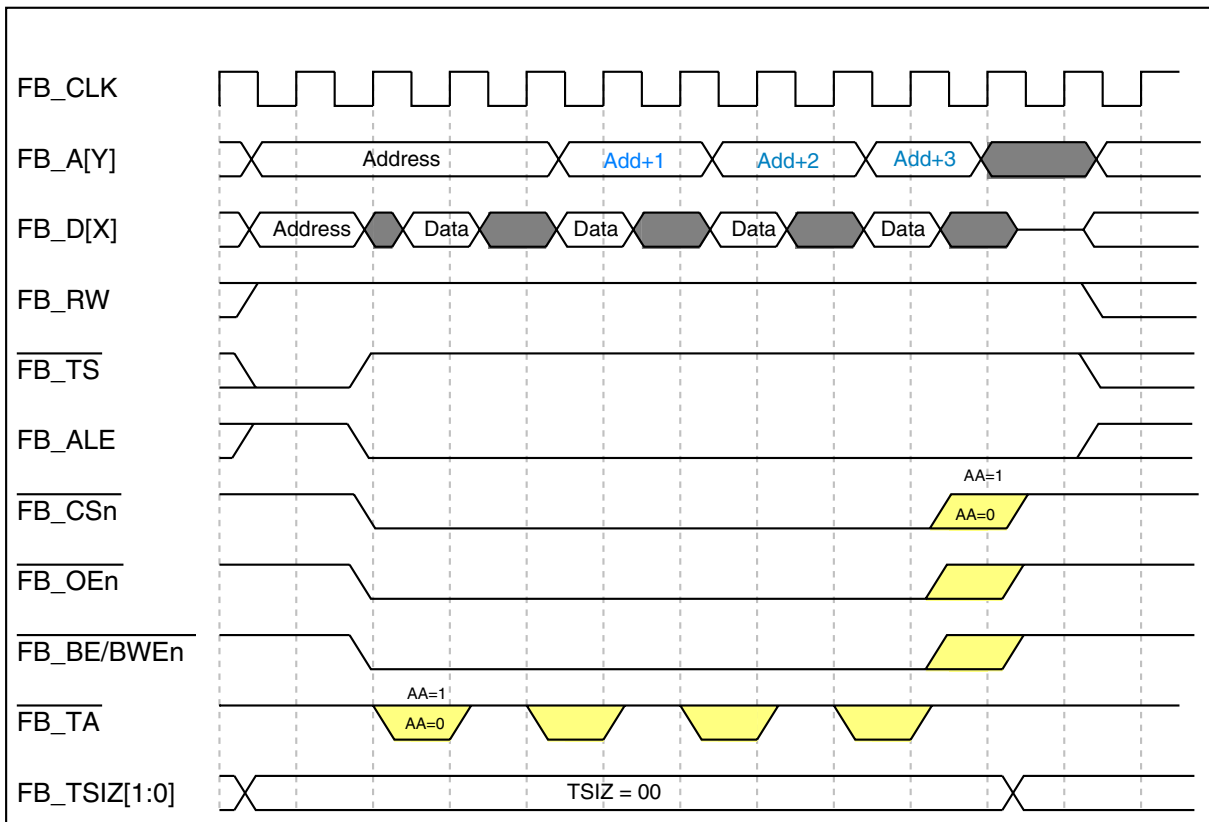 FB_CLK
FB_A[Y] Address Add+1 Add+2 Add+3
FB_D[X] Address Data Data Data Data
FB_RW
FB_TS
FB_ALE
AA=1
FB_CSn AA=0
FB_OEn
FB_BE/BWEn
AA=1
FB_TA AA=0
FB_TSIZ[1:0] TSIZ = 00